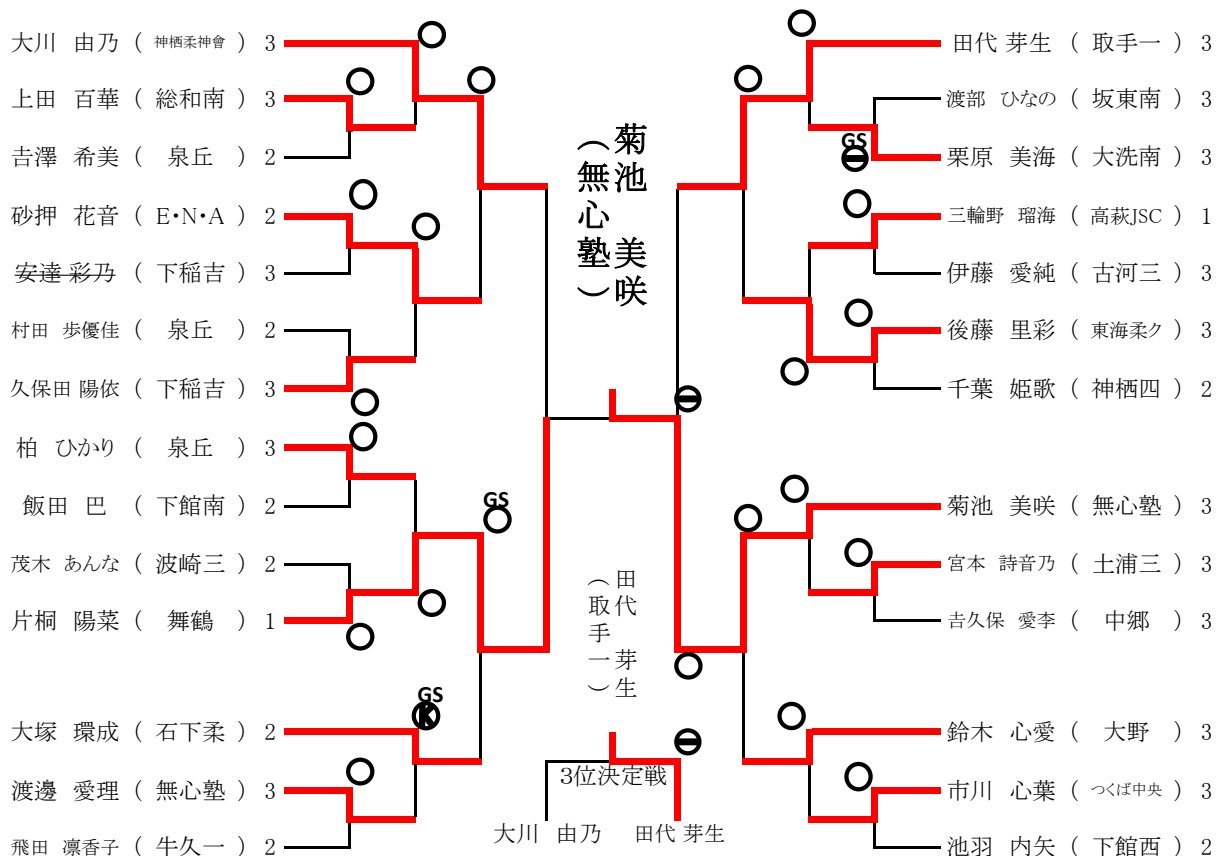 大川 由乃 ( 神栖柔神會 ) 3
上田 百華 ( 総和南 ) 3
𠮷澤 希美 ( 泉丘 ) 2
砂押 花音 ( E・N・A ) 2
安達 彩乃 ( 下稲吉 ) 3
村田 歩優佳 ( 泉丘 ) 2
久保田 陽依 ( 下稲吉 ) 3
柏 ひかり ( 泉丘 ) 3
飯田 巴 ( 下館南 ) 2
茂木 あんな ( 波崎三 ) 2
片桐 陽菜 ( 舞鶴 ) 1
大塚 環成 ( 石下柔 ) 2
渡邊 愛理 ( 無心塾 ) 3
飛田 凛香子 ( 牛久一 ) 2
GS
GS
K
菊池 美咲
(無心塾)
田代 芽生
(取手一)
3位決定戦
大川 由乃 田代 芽生
田代 芽生 ( 取手一 ) 3
渡部 ひなの ( 坂東南 ) 3
GS
栗原 美海 ( 大洗南 ) 3
三輪野 瑠海 ( 高萩JSC ) 1
伊藤 愛純 ( 古河三 ) 3
後藤 里彩 ( 東海柔ク ) 3
千葉 姫歌 ( 神栖四 ) 2
菊池 美咲 ( 無心塾 ) 3
宮本 詩音乃 ( 土浦三 ) 3
𠮷久保 愛李 ( 中郷 ) 3
鈴木 心愛 ( 大野 ) 3
市川 心葉 ( つくば中央 ) 3
池羽 内矢 ( 下館西 ) 2